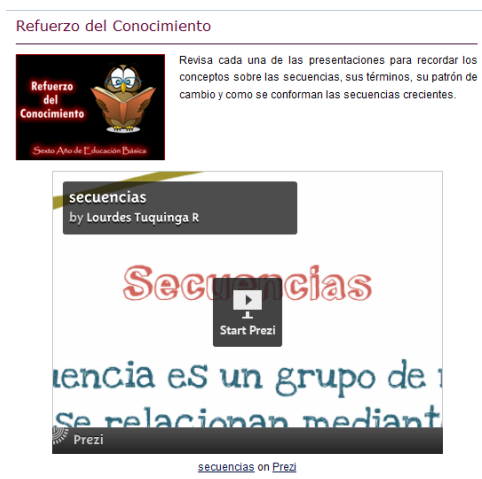 Refuerzo del Conocimiento
Refuerzo
del
Conocimiento
Sexto Año de Educación Básica
Revisa cada una de las presentaciones para recordar los
conceptos sobre las secuencias, sus términos, su patrón de
cambio y como se conforman las secuencias crecientes.
secuencias
by Lourdes Tuquinga R
Secuencias
Start Prezi
uencia es un grupo de
se relacionan mediant
Prezi
secuencias on Prezi